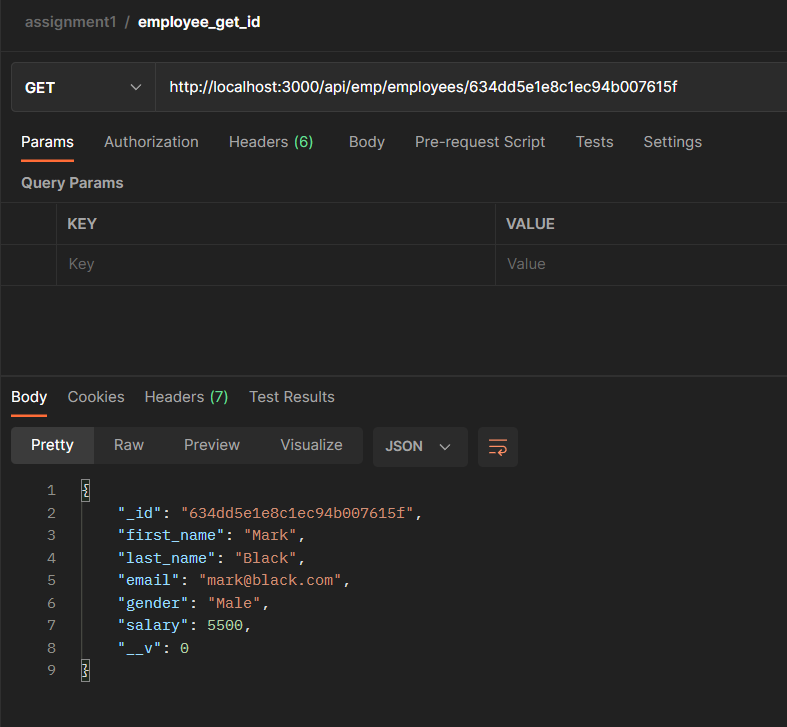 assignment1 / employee_get_id
GET http://localhost:3000/api/emp/employees/634dd5e1e8c1ec94b007615f
Params Authorization Headers (6) Body Pre-request Script Tests Settings
Query Params
KEY VALUE
Key Value
Body Cookies Headers (7) Test Results
Pretty Raw Preview Visualize JSON
1 {
2 "_id": "634dd5e1e8c1ec94b007615f",
3 "first_name": "Mark",
4 "last_name": "Black",
5 "email": "mark@black.com",
6 "gender": "Male",
7 "salary": 5500,
8 "__v": 0
9 }